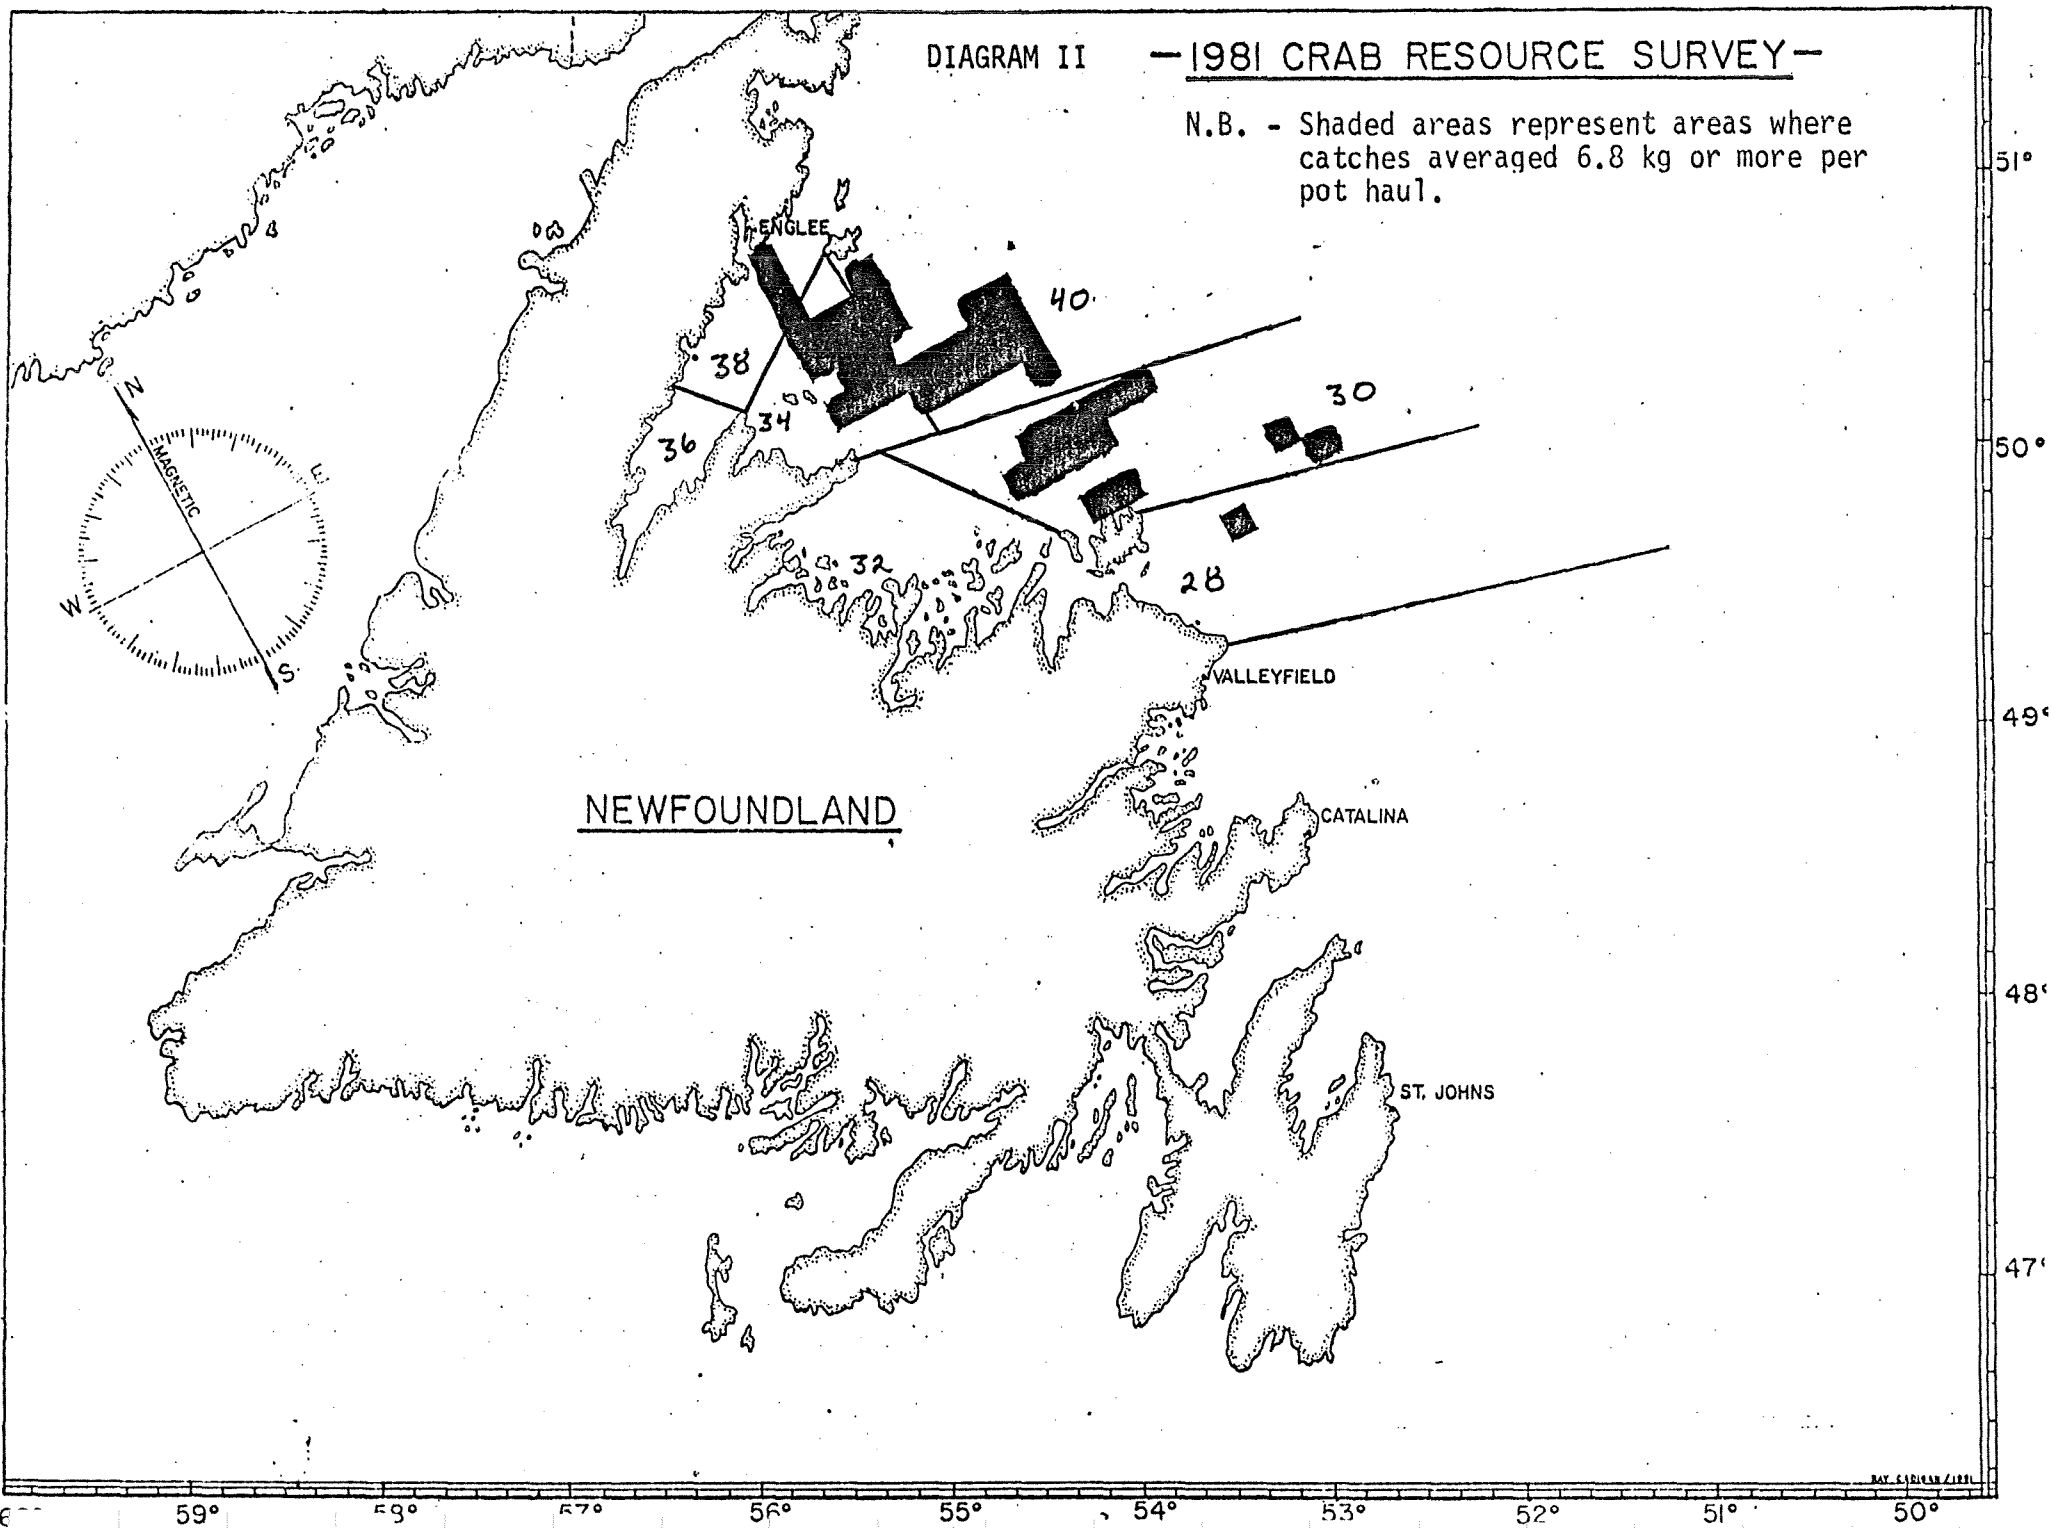 DIAGRAM II
—1981 CRAB RESOURCE SURVEY—
N.B. - Shaded areas represent areas where
catches averaged 6.8 kg or more per
pot haul.
51°
ENGLEE
40
38
30
34
36
50°
N
MAGNETIC
E
W
S
32
28
VALLEYFIELD
49°
NEWFOUNDLAND
CATALINA
48°
ST. JOHNS
47°
59°
58°
57°
56°
55°
54°
53°
52°
51°
50°